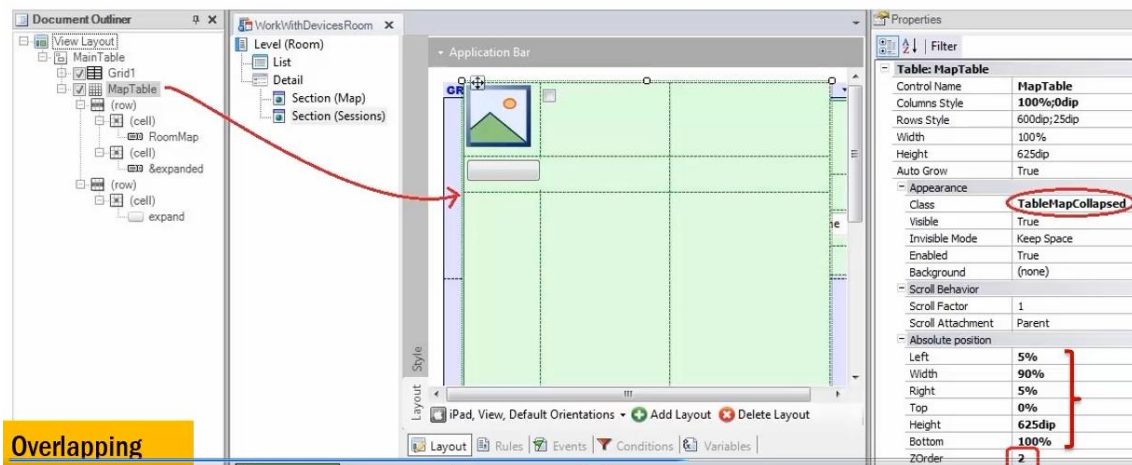 Document Outliner
View Layout
MainTable
Grid1
MapTable
(row)
(cell)
RoomMap
(cell)
&expanded
(row)
(cell)
expand
Overlapping
WorkWithDevicesRoom
Level (Room)
List
Detail
Section (Map)
Section (Sessions)
Application Bar
GR
ne
Style
Layout
iPad, View, Default Orientations
Add Layout
Delete Layout
Layout
Rules
Events
Conditions
Variables
Properties
Filter
Table: MapTable
Control Name MapTable
Columns Style 100%;0dip
Rows Style 600dip;25dip
Width 100%
Height 625dip
Auto Grow True
Appearance
Class TableMapCollapsed
Visible True
Invisible Mode Keep Space
Enabled True
Background (none)
Scroll Behavior
Scroll Factor 1
Scroll Attachment Parent
Absolute position
Left 5%
Width 90%
Right 5%
Top 0%
Height 625dip
Bottom 100%
ZOrder 2